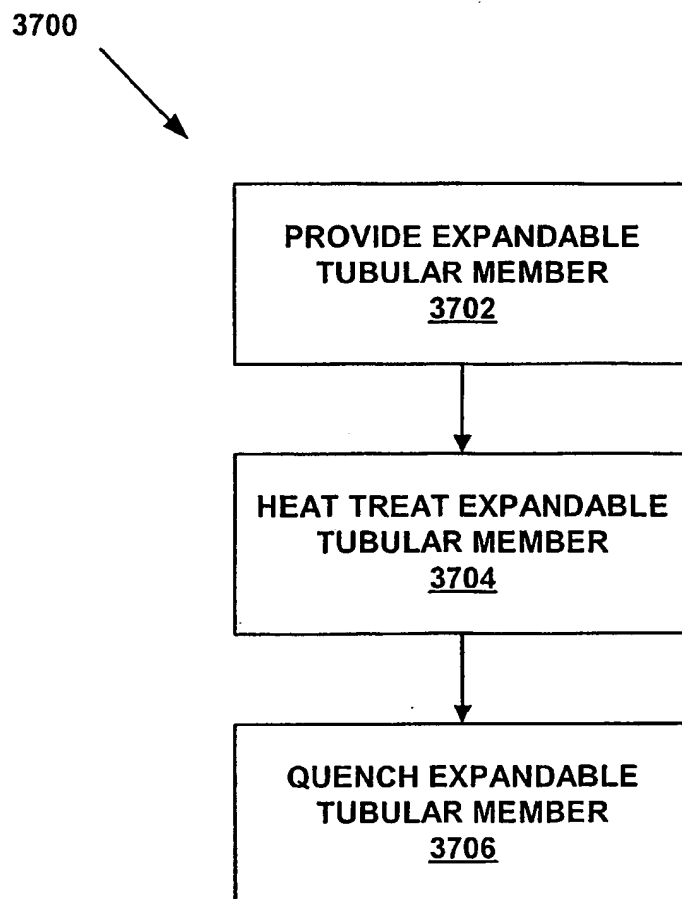 3700
PROVIDE EXPANDABLE
TUBULAR MEMBER
3702
HEAT TREAT EXPANDABLE
TUBULAR MEMBER
3704
QUENCH EXPANDABLE
TUBULAR MEMBER
3706